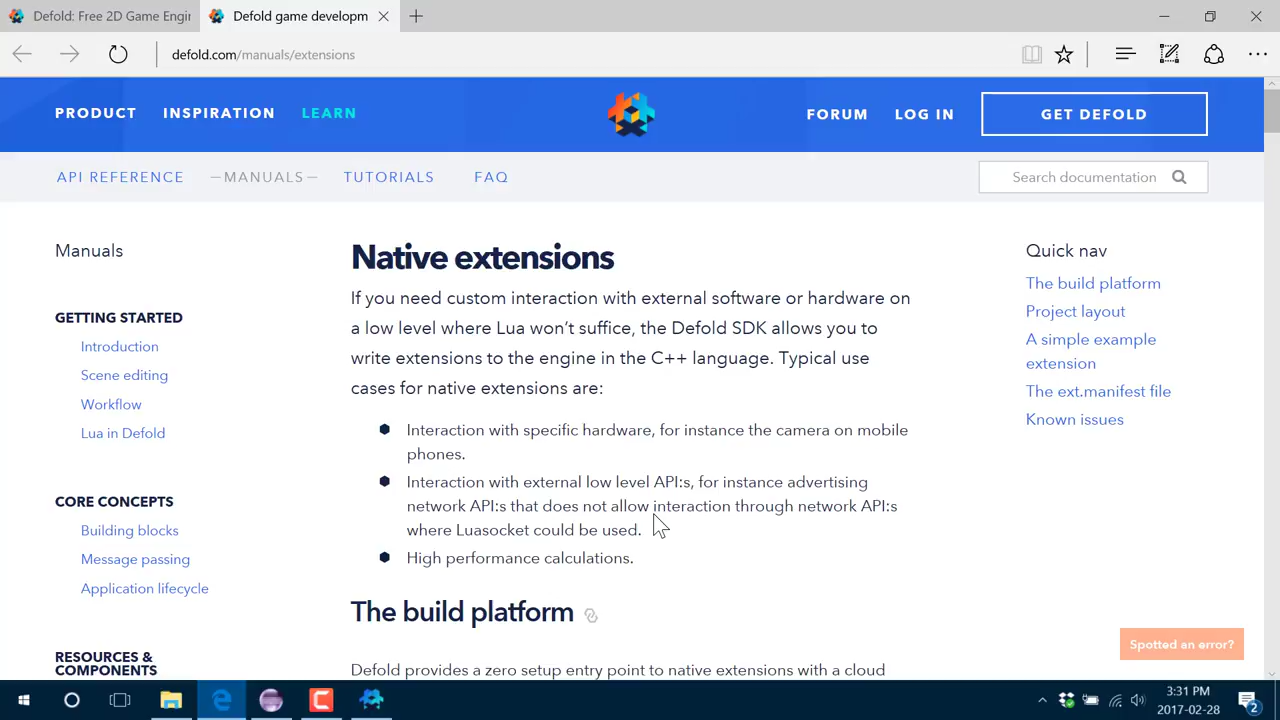 Defold: Free 2D Game Engin
Defold game developm
defold.com/manuals/extensions
PRODUCT INSPIRATION LEARN
FORUM LOG IN GET DEFOLD
API REFERENCE MANUALS TUTORIALS FAQ
Search documentation
Manuals
GETTING STARTED
Introduction
Scene editing
Workflow
Lua in Defold
CORE CONCEPTS
Building blocks
Message passing
Application lifecycle
RESOURCES &
COMPONENTS
Native extensions
If you need custom interaction with external software or hardware on
a low level where Lua won't suffice, the Defold SDK allows you to
write extensions to the engine in the C++ language. Typical use
cases for native extensions are:
Interaction with specific hardware, for instance the camera on mobile
phones.
Interaction with external low level API:s, for instance advertising
network API:s that does not allow interaction through network API:s
where Luasocket could be used.
High performance calculations.
The build platform
Defold provides a zero setup entry point to native extensions with a cloud
Quick nav
The build platform
Project layout
A simple example
extension
The ext.manifest file
Known issues
Spotted an error?
3:31 PM
2017-02-28
2